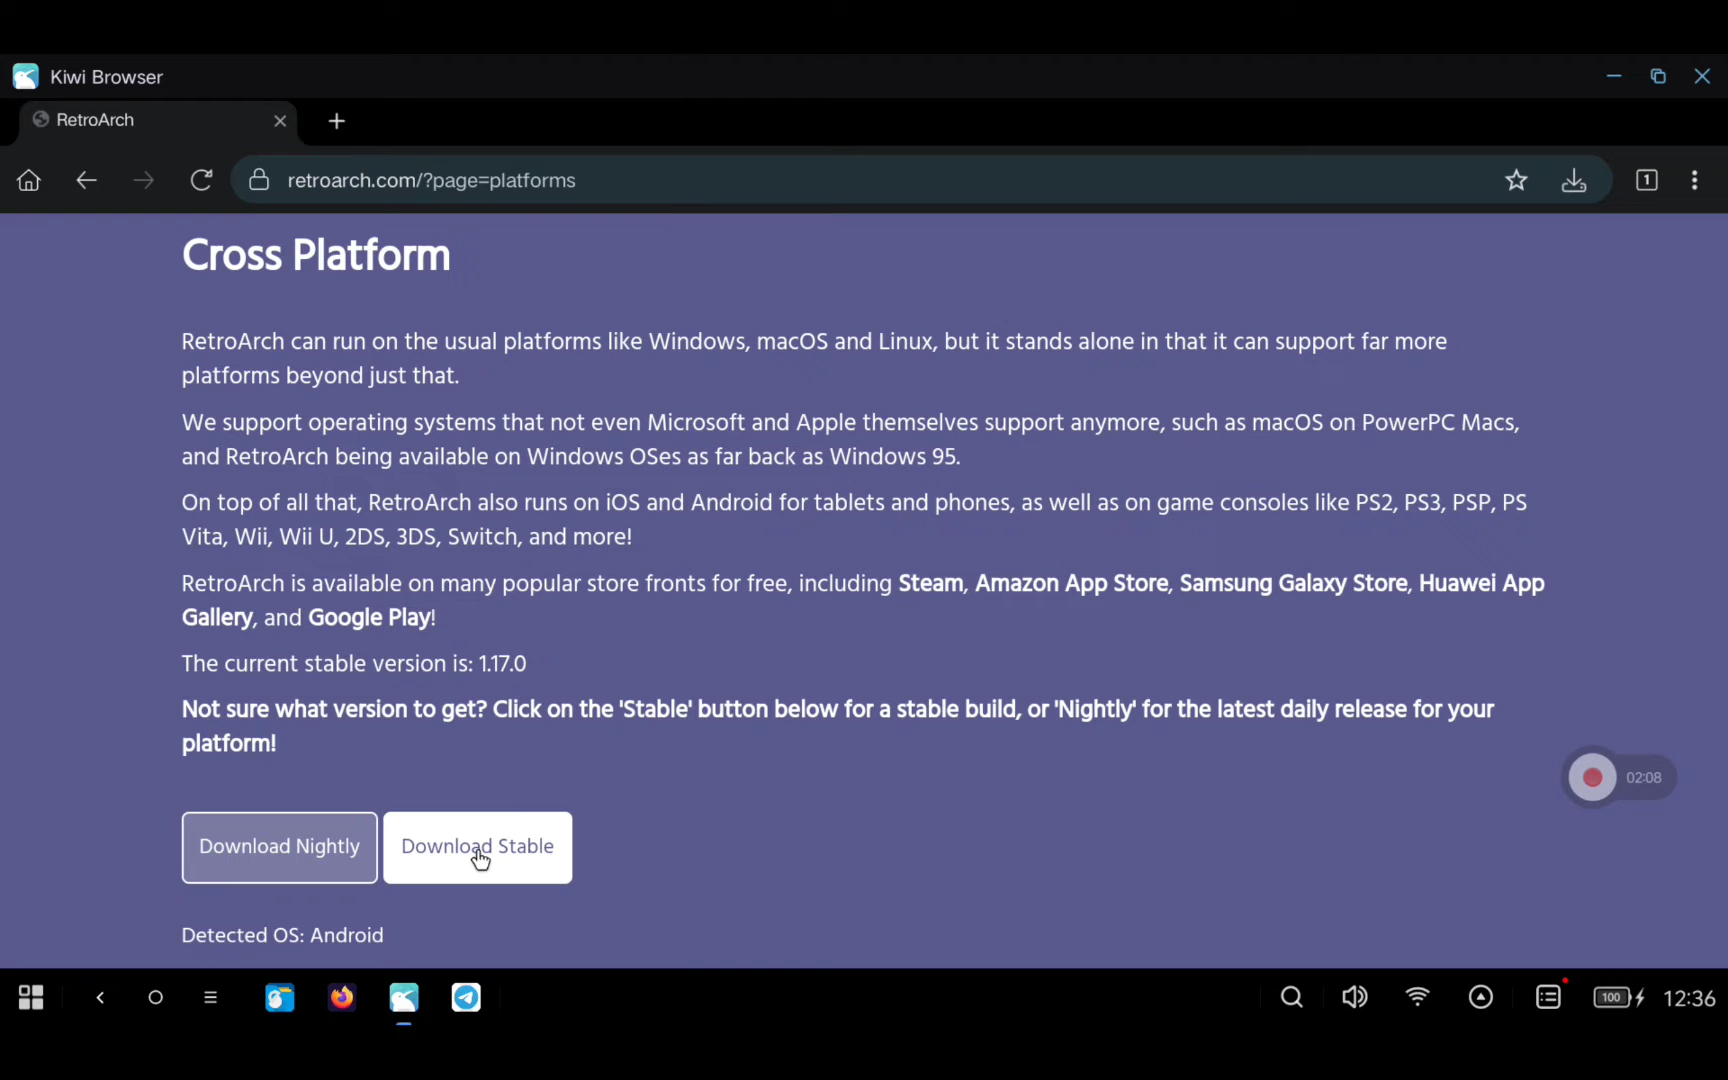 Kiwi Browser
RetroArch
retroarch.com/?page=platforms
1
Cross Platform
RetroArch can run on the usual platforms like Windows, macOS and Linux, but it stands alone in that it can support far more
platforms beyond just that.
We support operating systems that not even Microsoft and Apple themselves support anymore, such as macOS on PowerPC Macs,
and RetroArch being available on Windows OSes as far back as Windows 95.
On top of all that, RetroArch also runs on iOS and Android for tablets and phones, as well as on game consoles like PS2, PS3, PSP, PS
Vita, Wii, Wii U, 2DS, 3DS, Switch, and more!
RetroArch is available on many popular store fronts for free, including Steam, Amazon App Store, Samsung Galaxy Store, Huawei App
Gallery, and Google Play!
The current stable version is: 1.17.0
Not sure what version to get? Click on the 'Stable' button below for a stable build, or 'Nightly' for the latest daily release for your
platform!
02:08
Download Nightly
Download Stable
Detected OS: Android
100
12:36